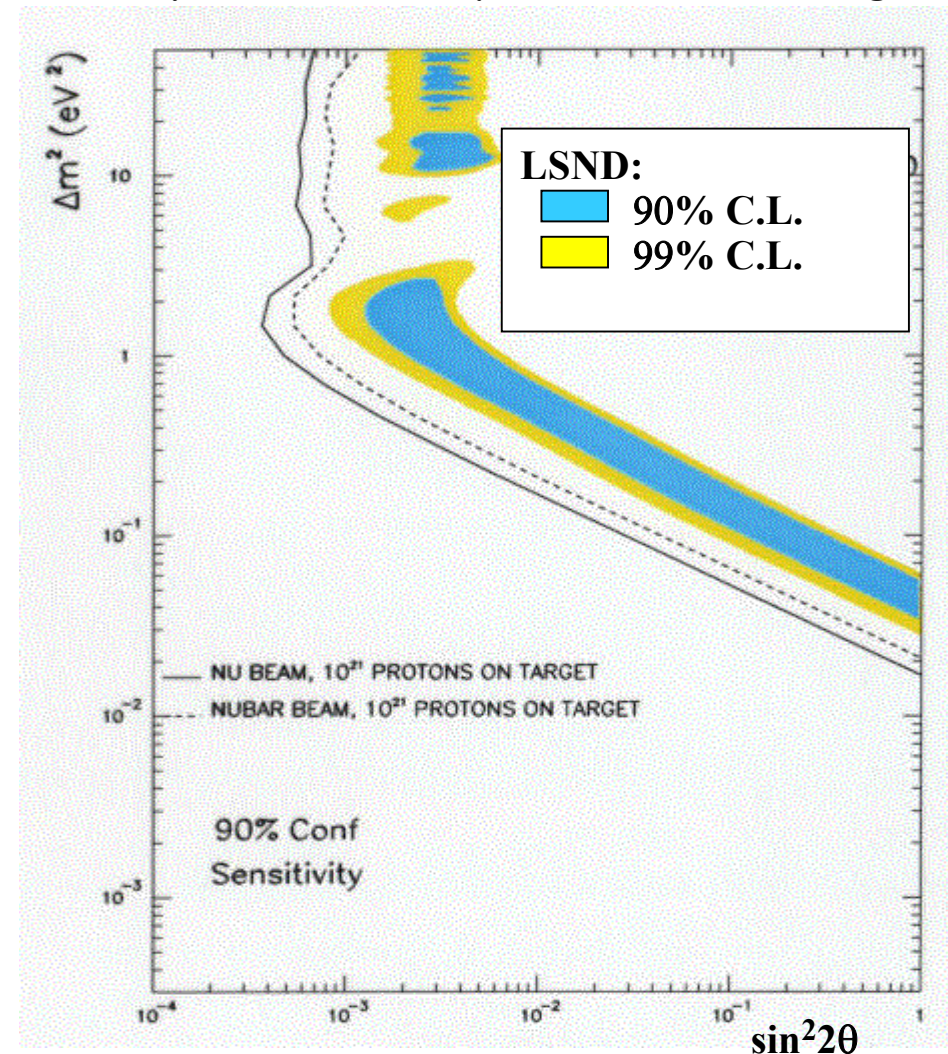 Δm² (eV²)
LSND:
90% C.L.
99% C.L.
10
1
10⁻¹
10⁻²
10⁻³
NU BEAM, 10²¹ PROTONS ON TARGET
NUBAR BEAM, 10²¹ PROTONS ON TARGET
90% Conf
Sensitivity
10⁻⁴ 10⁻³ 10⁻² 10⁻¹ 1
sin²2θ